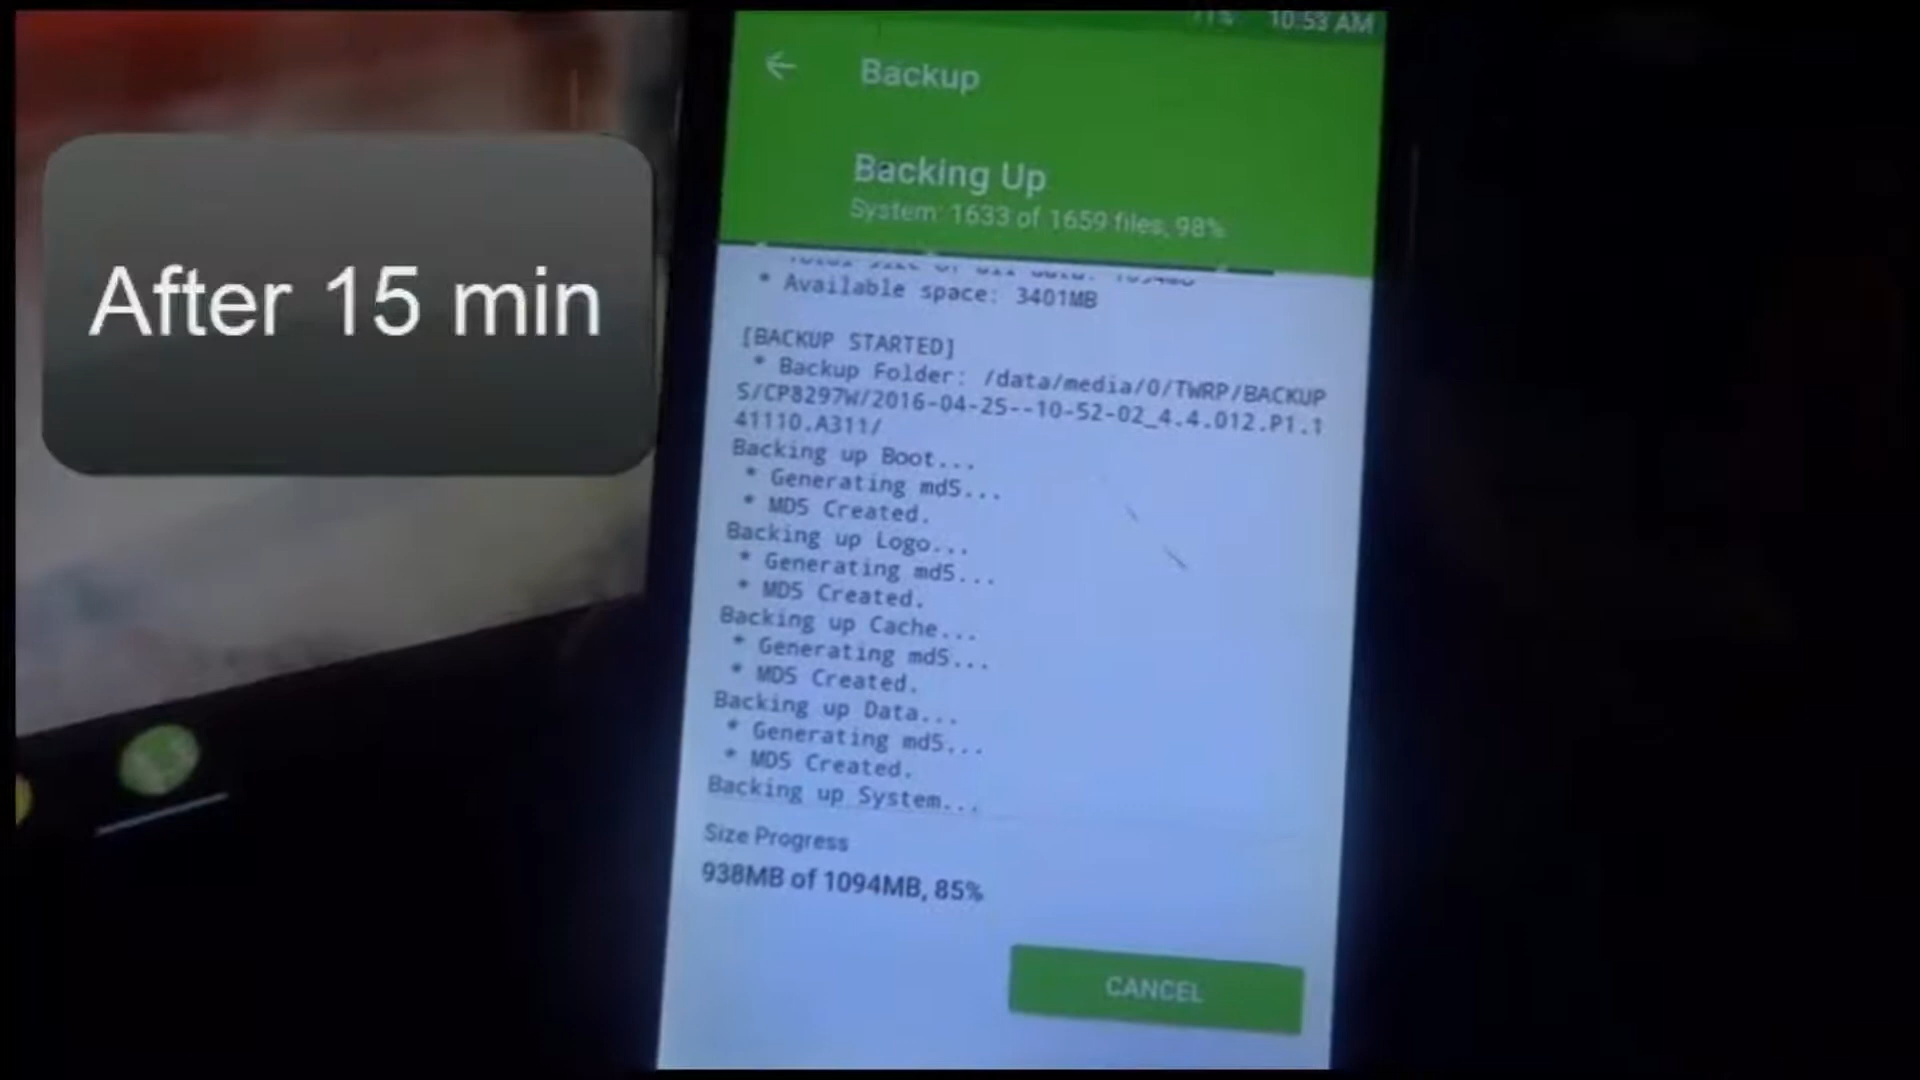 After 15 min
10:53 AM
Backup
Backing Up
System: 1633 of 1659 files, 98%
* Available space: 3401MB
[BACKUP STARTED]
* Backup Folder: /data/media/0/TWRP/BACKUP
S/CP8297W/2016-04-25--10-52-02_4.4.012.P1.1
41110.A311/
Backing up Boot...
* Generating md5...
* MD5 Created.
Backing up Logo...
* Generating md5...
* MD5 Created.
Backing up Cache...
* Generating md5...
* MD5 Created.
Backing up Data...
* Generating md5...
* MD5 Created.
Backing up System...
Size Progress
938MB of 1094MB, 85%
CANCEL